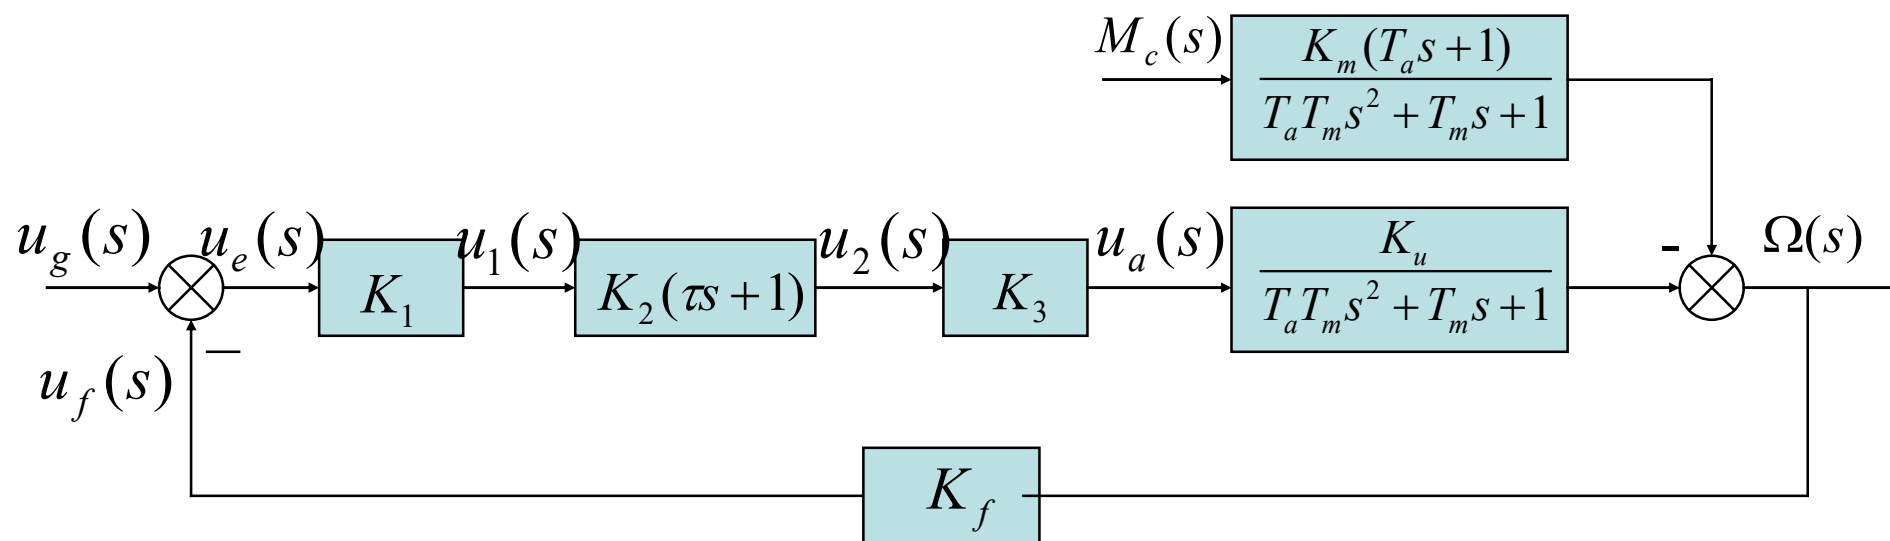 M_c(s)
K_m(T_a s+1)
T_a T_m s^2 + T_m s + 1
u_g(s)
u_e(s)
K_1
u_1(s)
K_2(τs+1)
u_2(s)
K_3
u_a(s)
K_u
T_a T_m s^2 + T_m s + 1
-
Ω(s)
u_f(s)
—
K_f